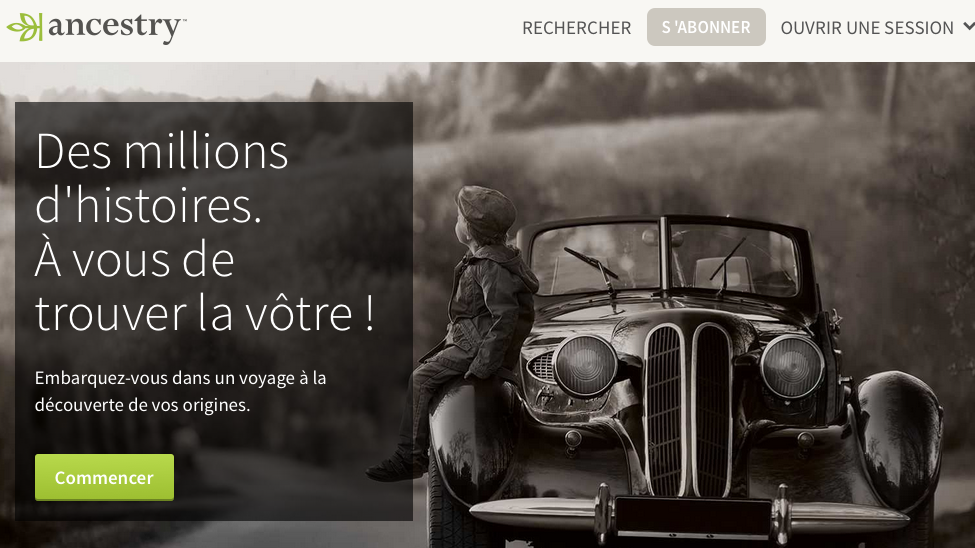 ancestry™
RECHERCHER
S'ABONNER
OUVRIR UNE SESSION
Des millions
d'histoires.
À vous de
trouver la vôtre !
Embarquez-vous dans un voyage à la
découverte de vos origines.
Commencer